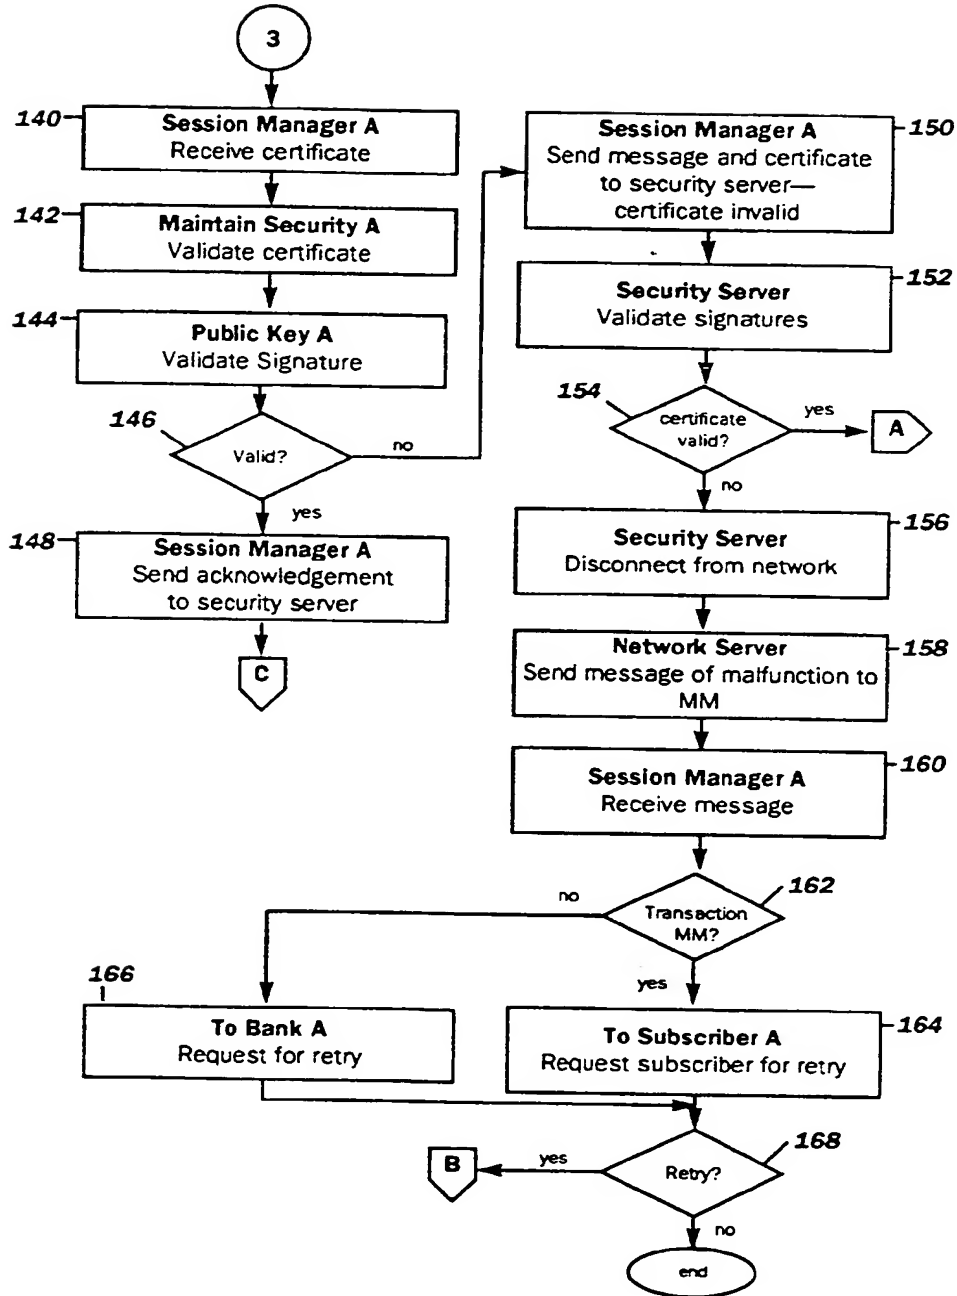 3
140
Session Manager A
Receive certificate
142
Maintain Security A
Validate certificate
144
Public Key A
Validate Signature
146
Valid?
no
yes
148
Session Manager A
Send acknowledgement
to security server
C
150
Session Manager A
Send message and certificate
to security server—
certificate invalid
152
Security Server
Validate signatures
154
certificate
valid?
yes
A
no
156
Security Server
Disconnect from network
158
Network Server
Send message of malfunction to
MM
160
Session Manager A
Receive message
162
Transaction
MM?
no
yes
166
To Bank A
Request for retry
164
To Subscriber A
Request subscriber for retry
168
Retry?
yes
B
no
end